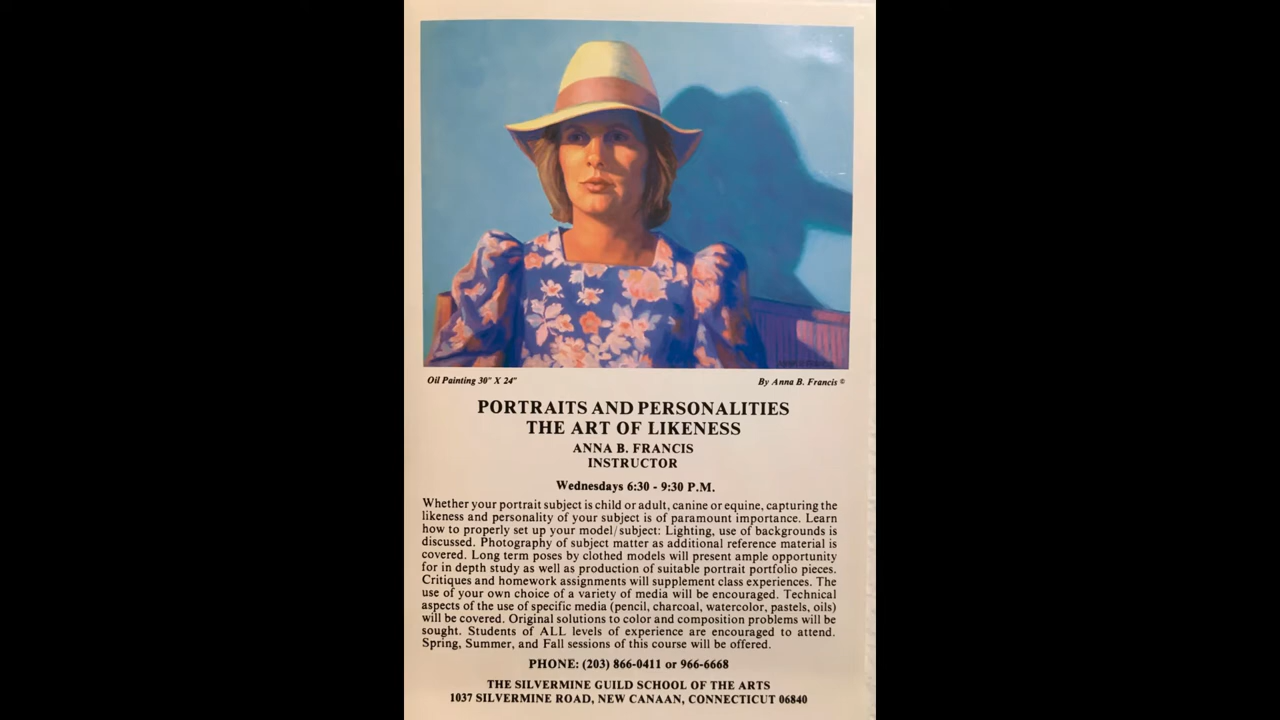 Oil Painting 30" X 24"
By Anna B. Francis ©
PORTRAITS AND PERSONALITIES
THE ART OF LIKENESS
ANNA B. FRANCIS
INSTRUCTOR
Wednesdays 6:30 - 9:30 P.M.
Whether your portrait subject is child or adult, canine or equine, capturing the
likeness and personality of your subject is of paramount importance. Learn
how to properly set up your model/subject: Lighting, use of backgrounds is
discussed. Photography of subject matter as additional reference material is
covered. Long term poses by clothed models will present ample opportunity
for in depth study as well as production of suitable portrait portfolio pieces.
Critiques and homework assignments will supplement class experiences. The
use of your own choice of a variety of media will be encouraged. Technical
aspects of the use of specific media (pencil, charcoal, watercolor, pastels, oils)
will be covered. Original solutions to color and composition problems will be
sought. Students of ALL levels of experience are encouraged to attend.
Spring, Summer, and Fall sessions of this course will be offered.
PHONE: (203) 866-0411 or 966-6668
THE SILVERMINE GUILD SCHOOL OF THE ARTS
1037 SILVERMINE ROAD, NEW CANAAN, CONNECTICUT 06840